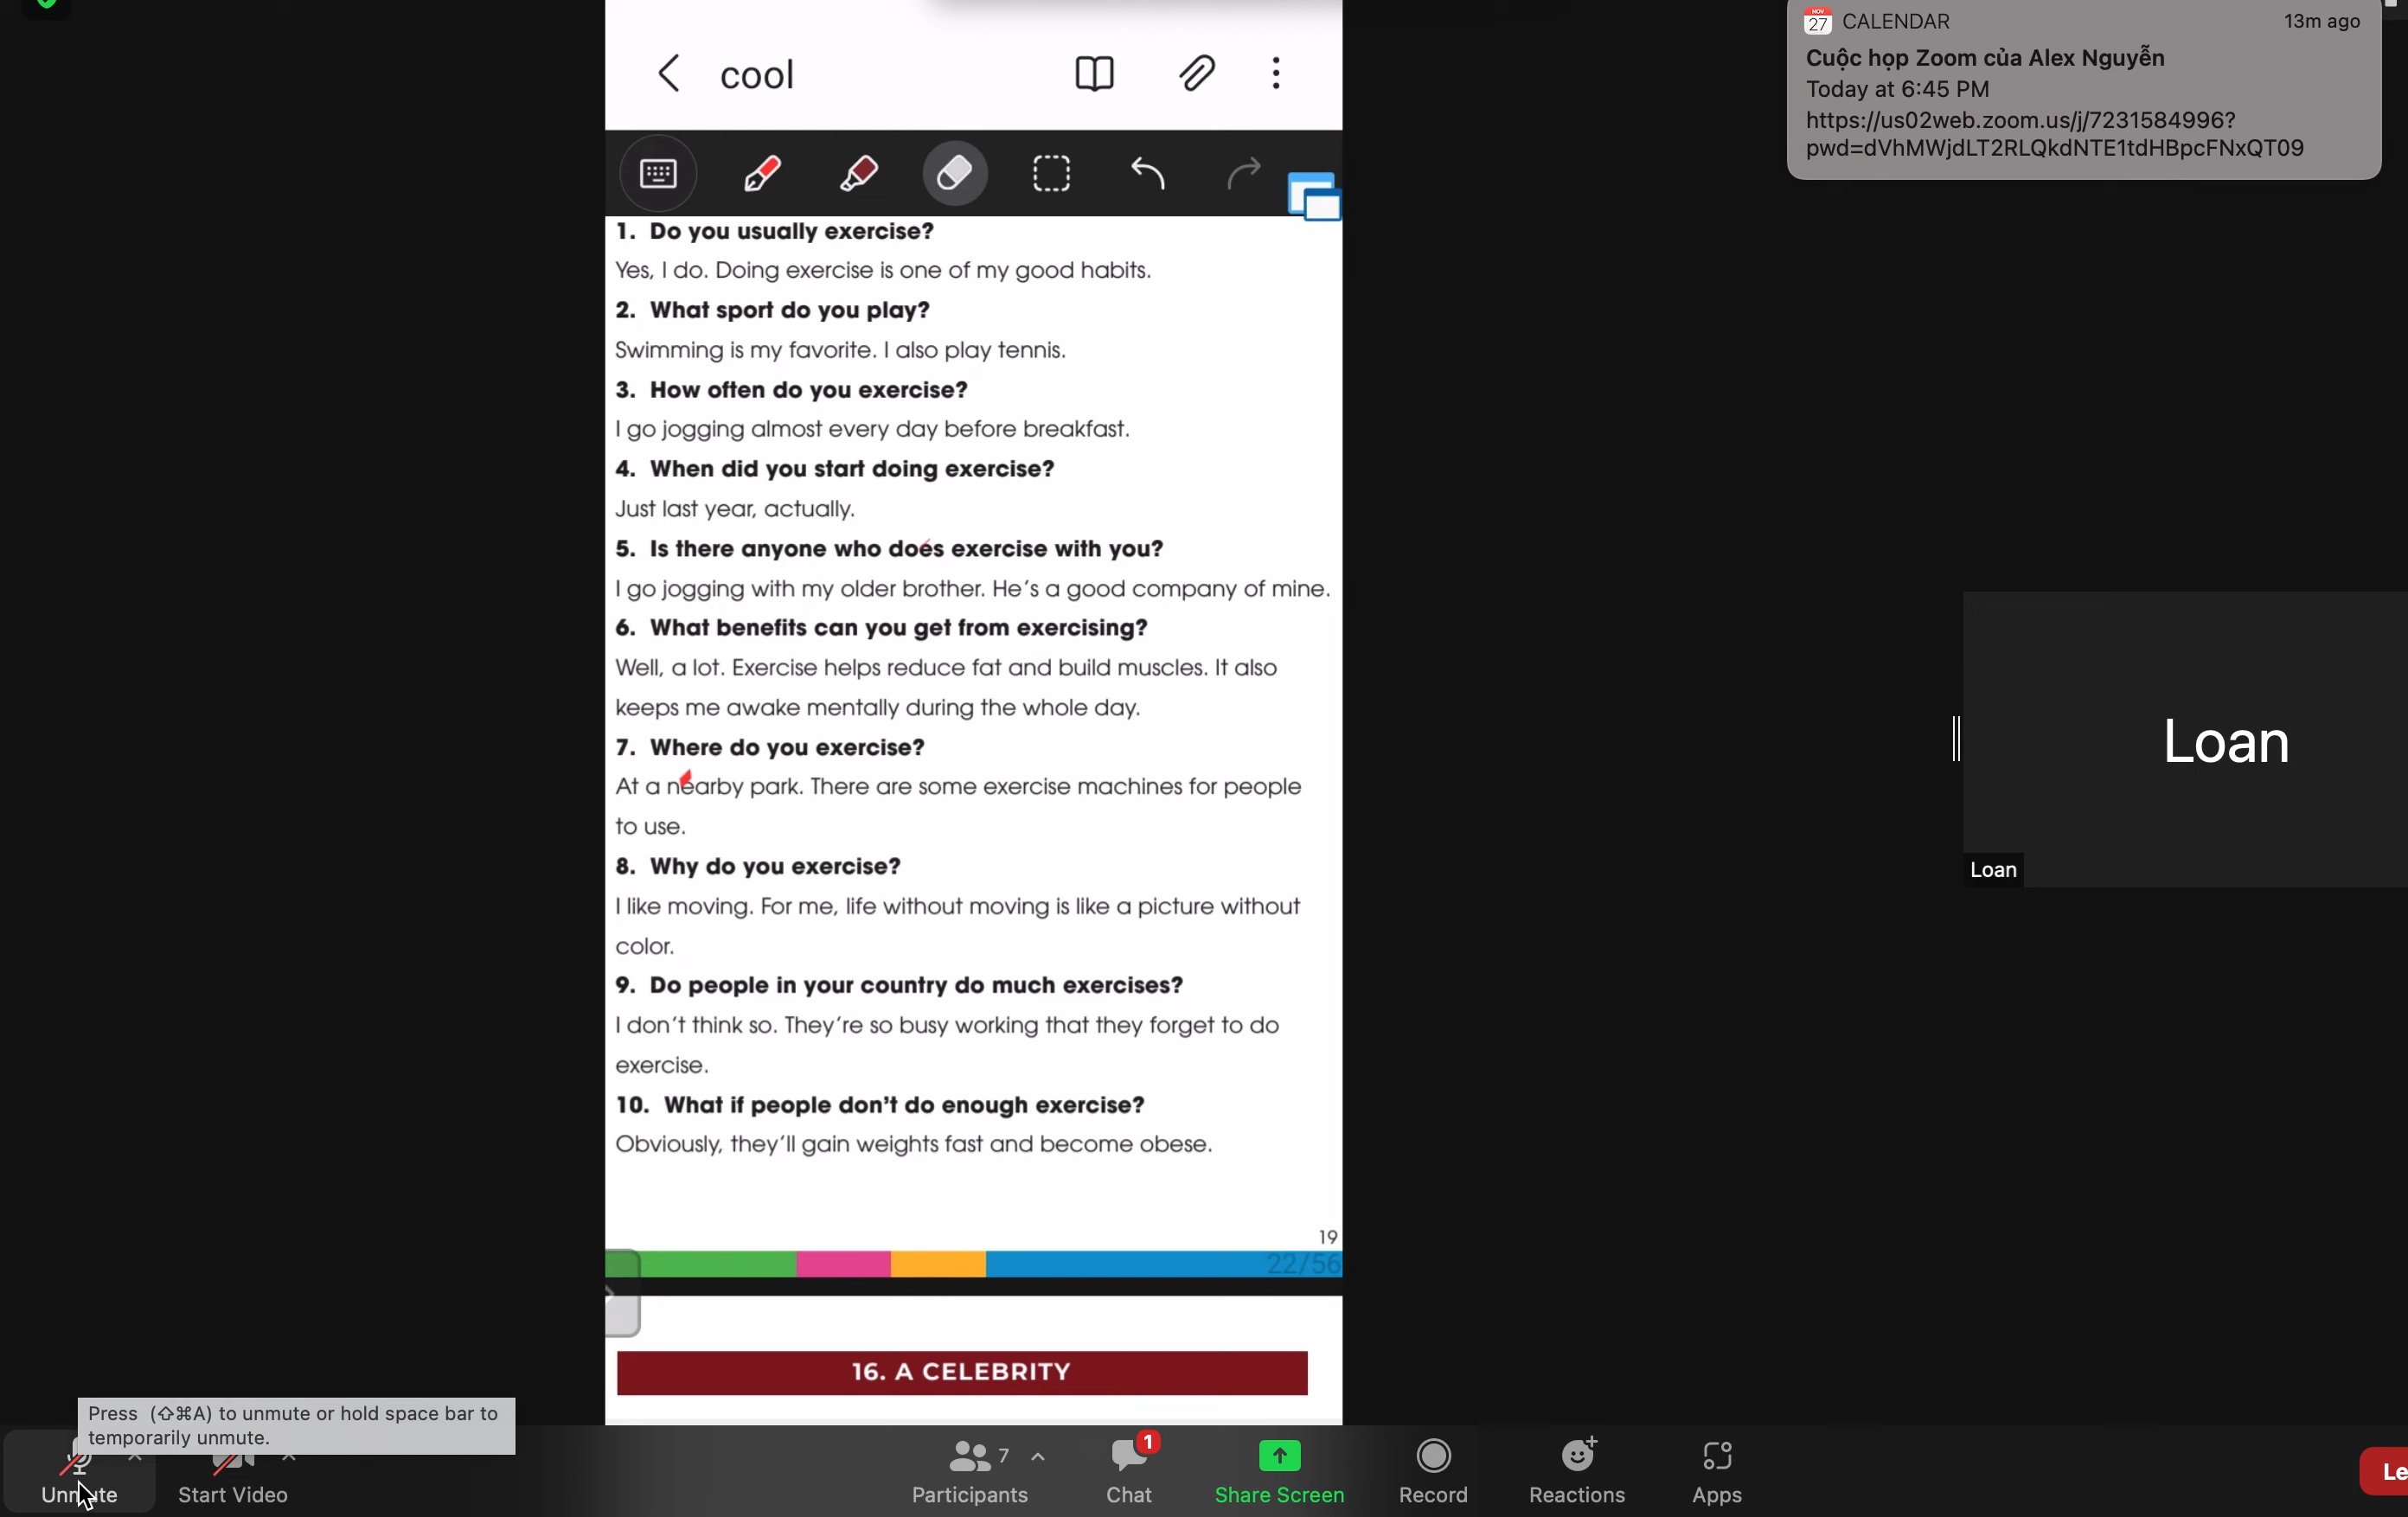 cool
NOV
27
CALENDAR
13m ago
Cuộc họp Zoom của Alex Nguyễn
Today at 6:45 PM
https://us02web.zoom.us/j/7231584996?
pwd=dVhMWjdLT2RLQkdNTE1tdHBpcFNxQT09
1. Do you usually exercise?
Yes, I do. Doing exercise is one of my good habits.
2. What sport do you play?
Swimming is my favorite. I also play tennis.
3. How often do you exercise?
I go jogging almost every day before breakfast.
4. When did you start doing exercise?
Just last year, actually.
5. Is there anyone who does exercise with you?
I go jogging with my older brother. He's a good company of mine.
6. What benefits can you get from exercising?
Well, a lot. Exercise helps reduce fat and build muscles. It also
keeps me awake mentally during the whole day.
7. Where do you exercise?
At a nearby park. There are some exercise machines for people
to use.
8. Why do you exercise?
I like moving. For me, life without moving is like a picture without
color.
9. Do people in your country do much exercises?
I don't think so. They're so busy working that they forget to do
exercise.
10. What if people don't do enough exercise?
Obviously, they'll gain weights fast and become obese.
19
22/56
16. A CELEBRITY
Loan
Loan
Press (⇧⌘A) to unmute or hold space bar to
temporarily unmute.
Unmute
Start Video
7
Participants
1
Chat
Share Screen
Record
Reactions
Apps
Le